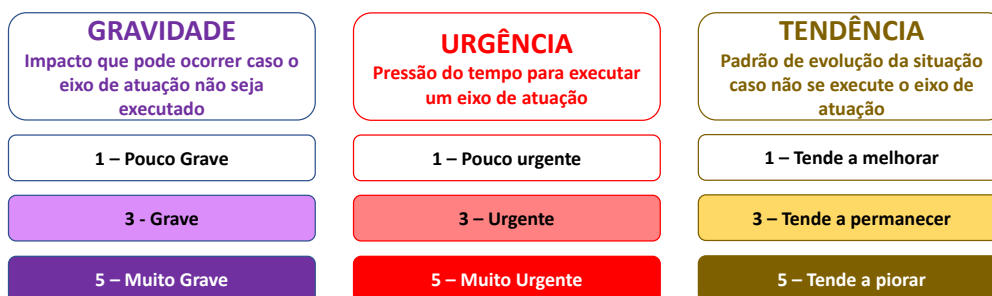 GRAVIDADE
Impacto que pode ocorrer caso o
eixo de atuação não seja
executado
1 – Pouco Grave
3 - Grave
5 – Muito Grave
URGÊNCIA
Pressão do tempo para executar
um eixo de atuação
1 – Pouco urgente
3 – Urgente
5 – Muito Urgente
TENDÊNCIA
Padrão de evolução da situação
caso não se execute o eixo de
atuação
1 – Tende a melhorar
3 – Tende a permanecer
5 – Tende a piorar